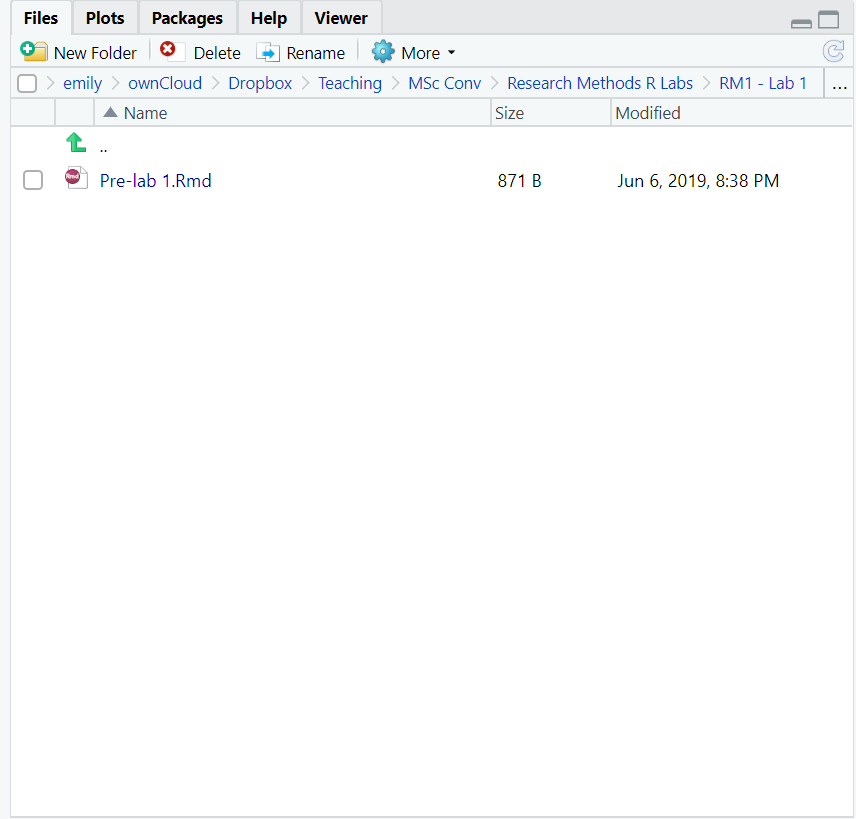 Files Plots Packages Help Viewer
New Folder Delete Rename More
emily ownCloud Dropbox Teaching MSc Conv Research Methods R Labs RM1 - Lab 1 ...
Name Size Modified
..
Rmd Pre-lab 1.Rmd 871 B Jun 6, 2019, 8:38 PM